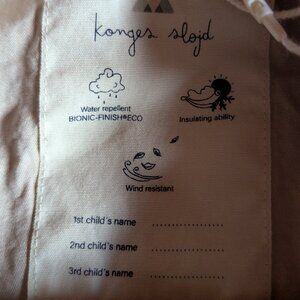 konges sløjd
Water repellent
BIONIC-FINISH®ECO
Insulating ability
Wind resistant
1st child's name ....................
2nd child's name ....................
3rd child's name ....................